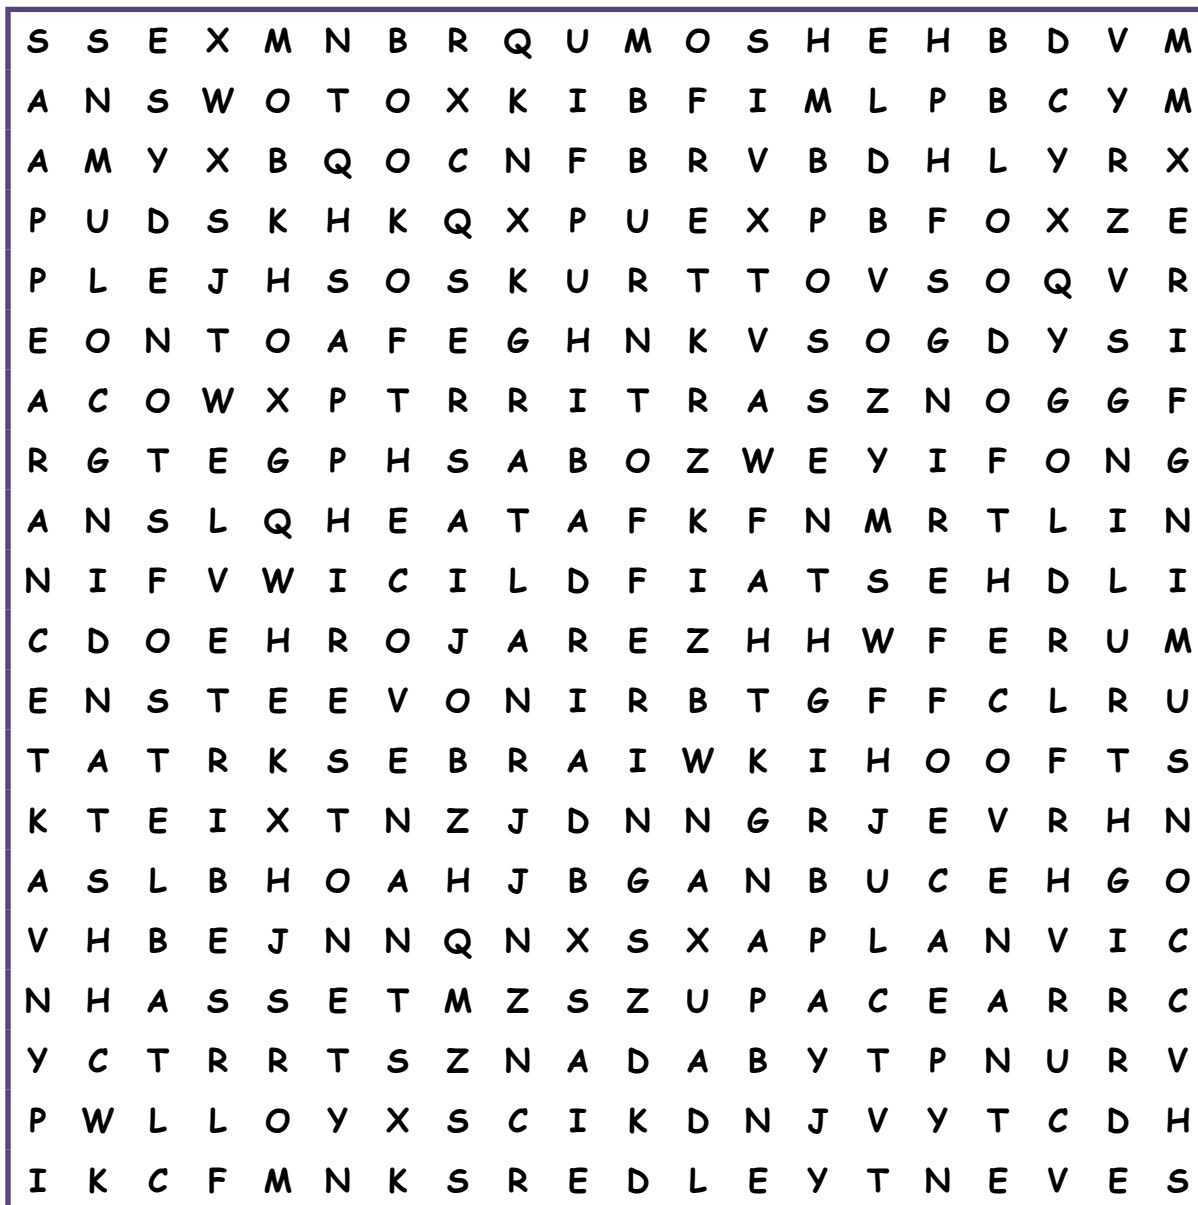 S S E X M N B R Q U M O S H E H B D V M
A N S W O T O X K I B F I M L P B C Y M
A M Y X B Q O C N F B R V B D H L Y R X
P U D S K H K Q X P U E X P B F O X Z E
P L E J H S O S K U R T T O V S O Q V R
E O N T O A F E G H N K V S O G D Y S I
A C O W X P T R R I T R A S Z N O G G F
R G T E G P H S A B O Z W E Y I F O N G
A N S L Q H E A T A F K F N M R T L I N
N I F V W I C I L D F I A T S E H D L I
C D O E H R O J A R E Z H H W F E R U M
E N S T E E V O N I R B T G F F C L R U
T A T R K S E B R A I W K I H O O F T S
K T E I X T N Z J D N N G R J E V R H N
A S L B H O A H J B G A N B U C E H G O
V H B E J N N Q N X S X A P L A N V I C
N H A S S E T M Z S Z U P A C E A R R C
Y C T R R T S Z N A D A B Y T P N U R V
P W L L O Y X S C I K D N J V Y T C D H
I K C F M N K S R E D L E Y T N E V E S